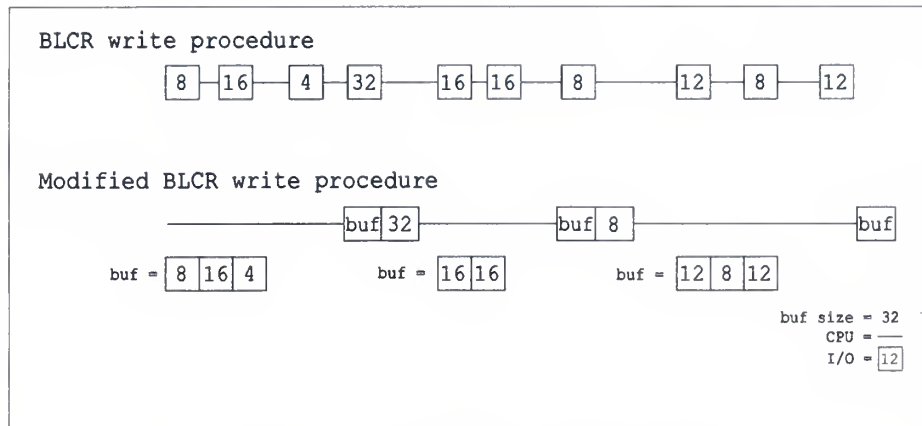 BLCR write procedure
8 16 4 32 16 16 8 12 8 12
Modified BLCR write procedure
buf 32 buf 8 buf
buf = 8 16 4 buf = 16 16 buf = 12 8 12
buf size = 32
CPU =
I/O = 12